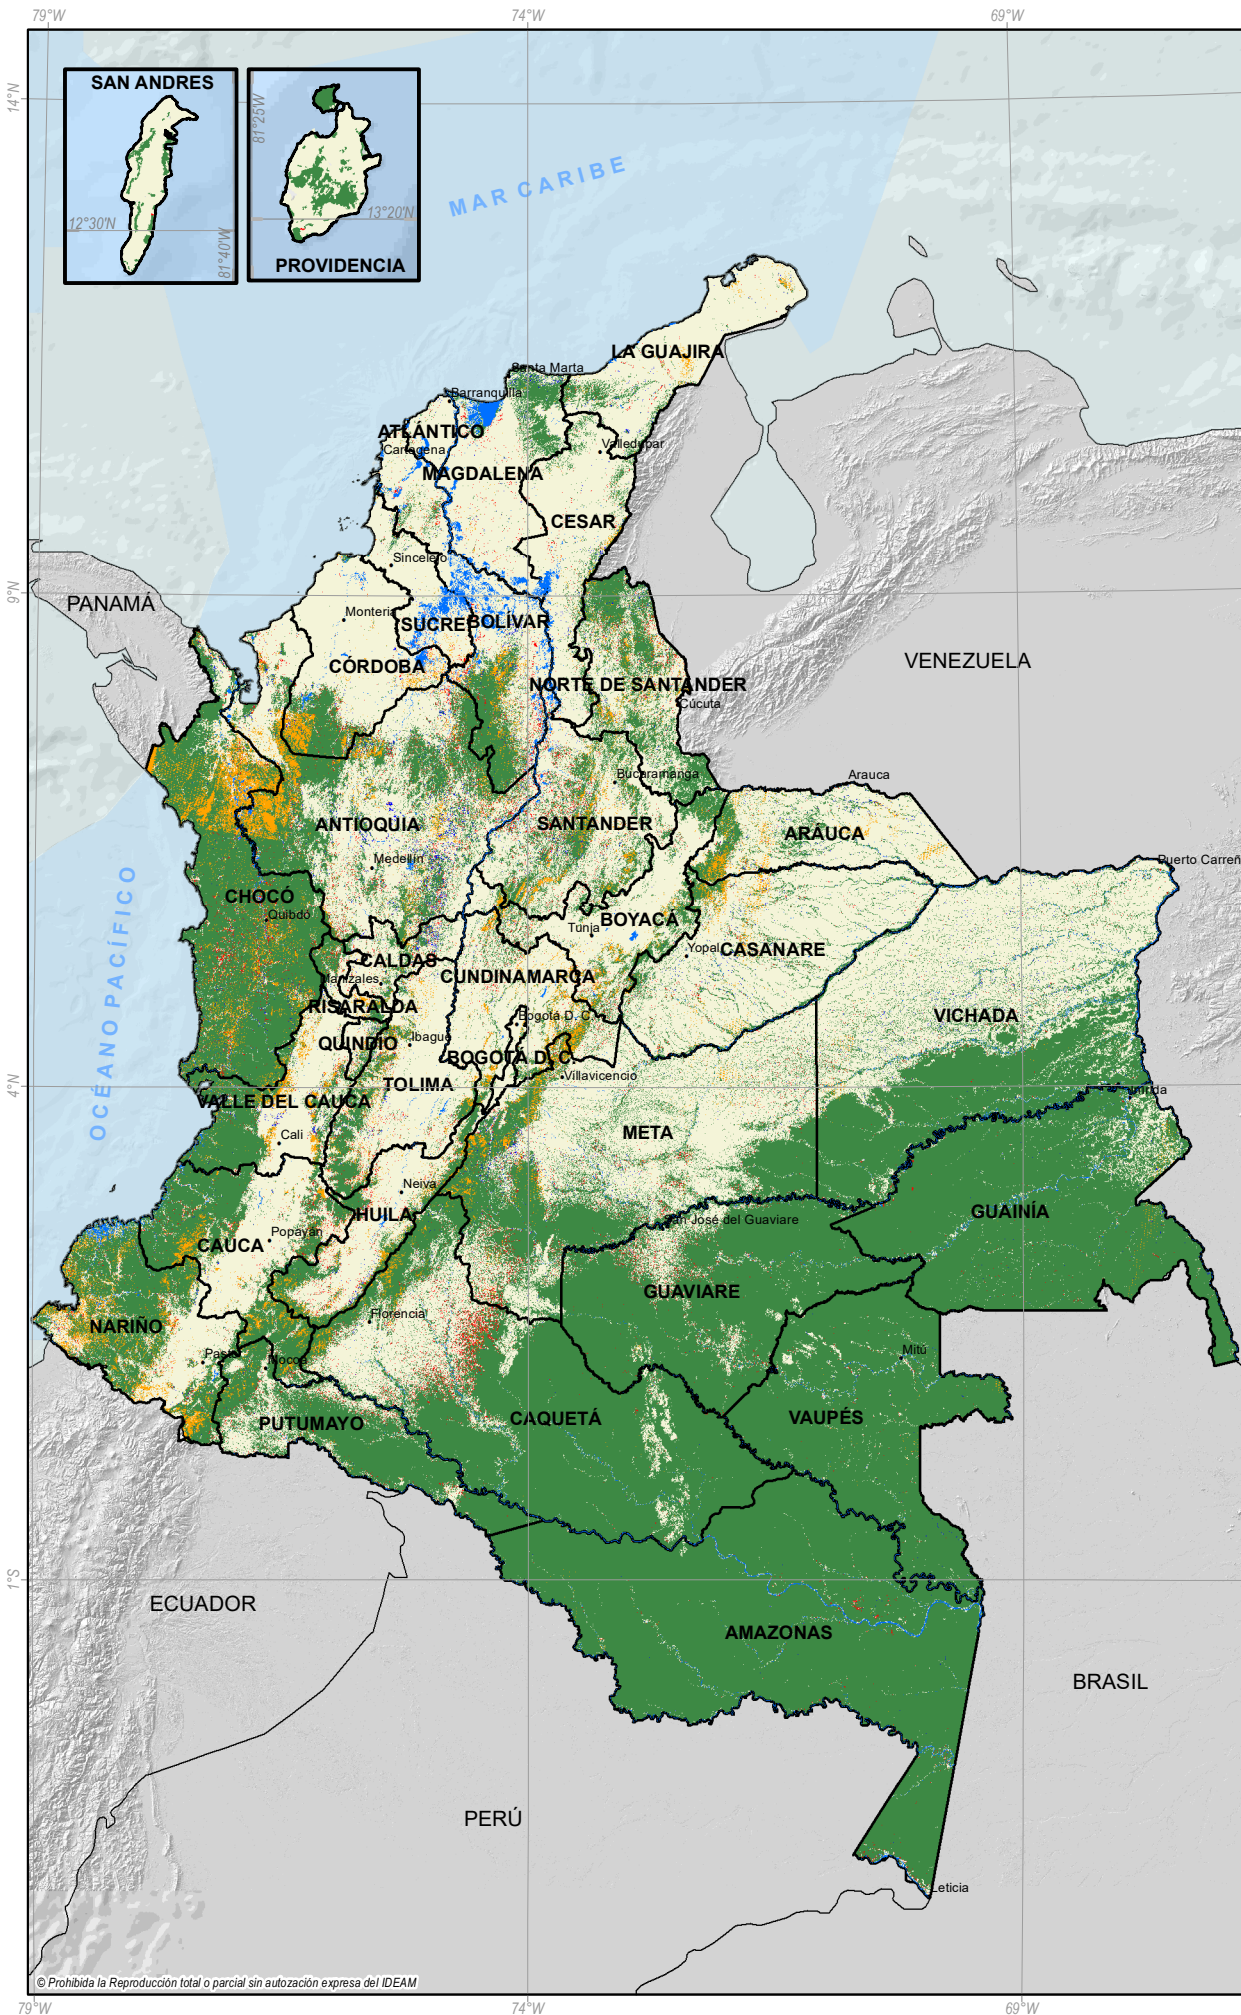 79°W
74°W
69°W
14°N
SAN ANDRES
12°30'N
81°40'W
81°25'W
13°20'N
PROVIDENCIA
MAR CARIBE
LA GUAJIRA
Santa Marta
Barranquilla
ATLÁNTICO
Cartagena
Valledupar
MAGDALENA
CESAR
Sincelejo
9°N
PANAMÁ
Montería
SUCRE
BOLÍVAR
VENEZUELA
CÓRDOBA
NORTE DE SANTANDER
Cúcuta
Bucaramanga
Arauca
ANTIOQUIA
SANTANDER
ARAUCA
Medellín
Puerto Carreñ
OCÉANO PACÍFICO
CHOCÓ
Quibdó
BOYACÁ
Tunja
Yopal
CASANARE
CALDAS
CUNDINAMARCA
Manizales
RISARALDA
Bogotá D. C.
VICHADA
QUINDÍO
Ibagué
BOGOTÁ D. C.
Villavicencio
TOLIMA
4°N
VALLE DEL CAUCA
Inírida
Cali
META
Neiva
HUILA
San José del Guaviare
GUAINÍA
Popayán
CAUCA
GUAVIARE
Florencia
NARIÑO
Pasto
Mocoa
Mitú
PUTUMAYO
CAQUETÁ
VAUPÉS
1°S
ECUADOR
AMAZONAS
BRASIL
PERÚ
Leticia
© Prohibida la Reproducción total o parcial sin autozación expresa del IDEAM
79°W
74°W
69°W